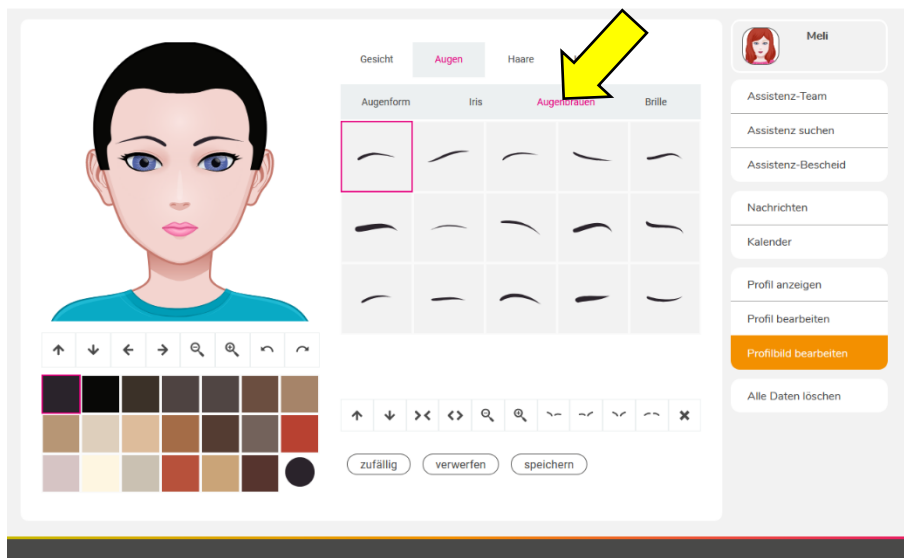 Gesicht
Augen
Haare
Augenform
Iris
Augenbrauen
Brille
zufällig
verwerfen
speichern
Meli
Assistenz-Team
Assistenz suchen
Assistenz-Bescheid
Nachrichten
Kalender
Profil anzeigen
Profil bearbeiten
Profilbild bearbeiten
Alle Daten löschen